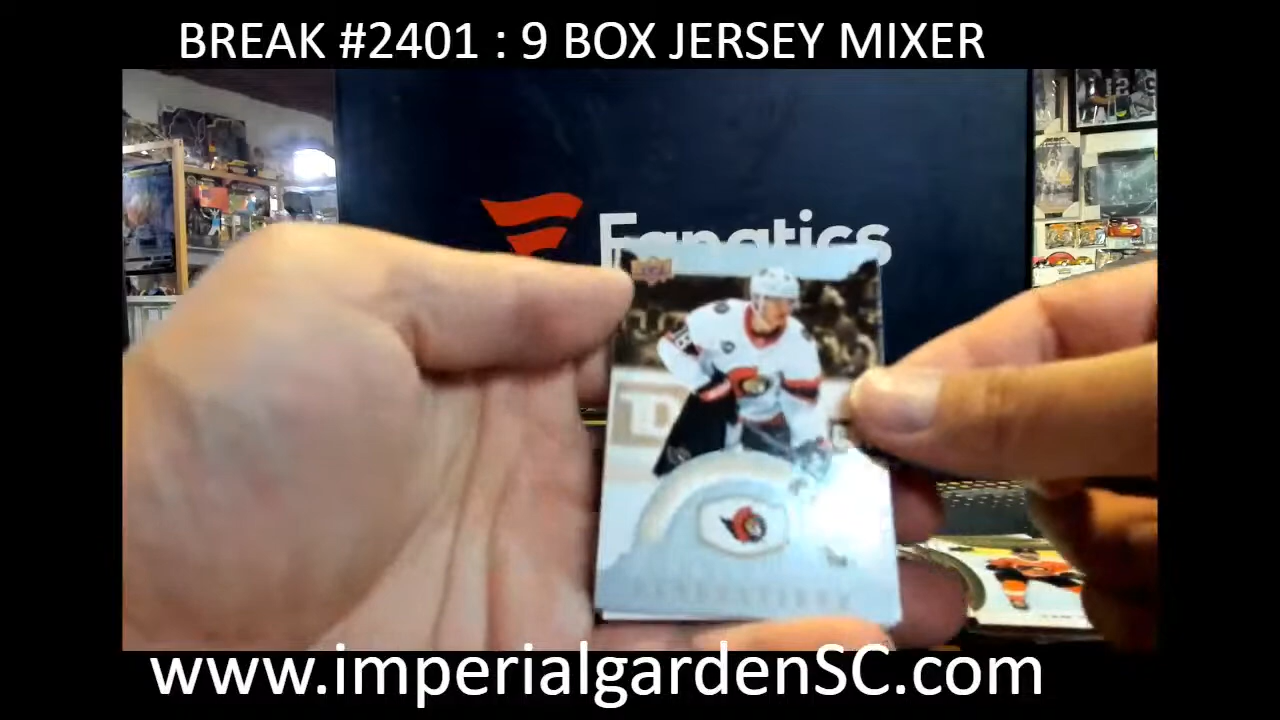 BREAK #2401 : 9 BOX JERSEY MIXER
Fanatics
www.imperialgardenSC.com